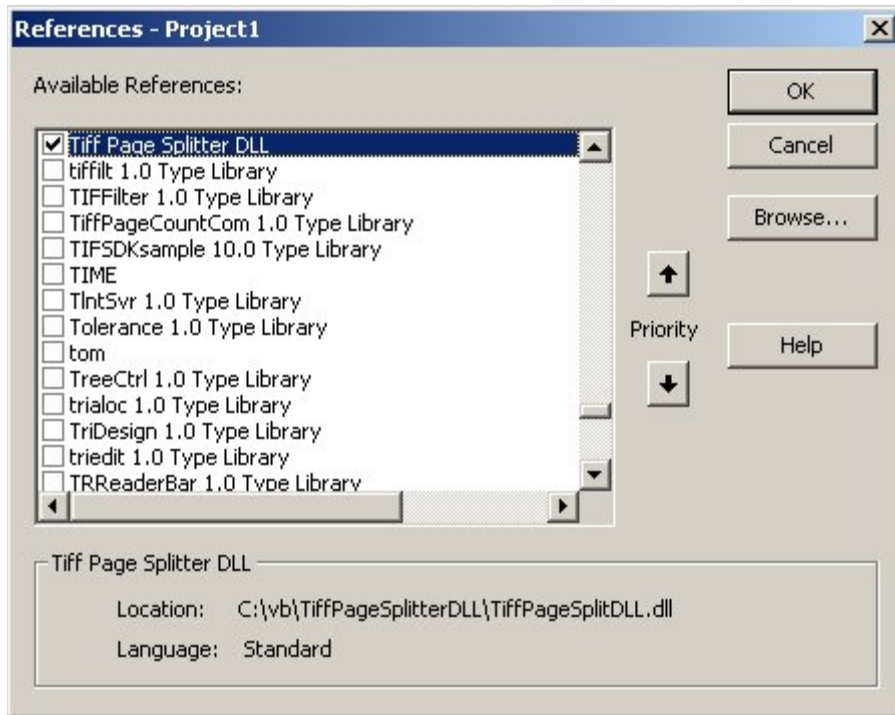 References - Project1
Available References:
Tiff Page Splitter DLL
tiffilt 1.0 Type Library
TIFFilter 1.0 Type Library
TiffPageCountCom 1.0 Type Library
TIFSDKsample 10.0 Type Library
TIME
TlntSvr 1.0 Type Library
Tolerance 1.0 Type Library
tom
TreeCtrl 1.0 Type Library
trialoc 1.0 Type Library
TriDesign 1.0 Type Library
triedit 1.0 Type Library
TRReaderBar 1.0 Type Library
OK
Cancel
Browse...
Priority
Help
Tiff Page Splitter DLL
Location: C:\vb\TiffPageSplitterDLL\TiffPageSplitDLL.dll
Language: Standard